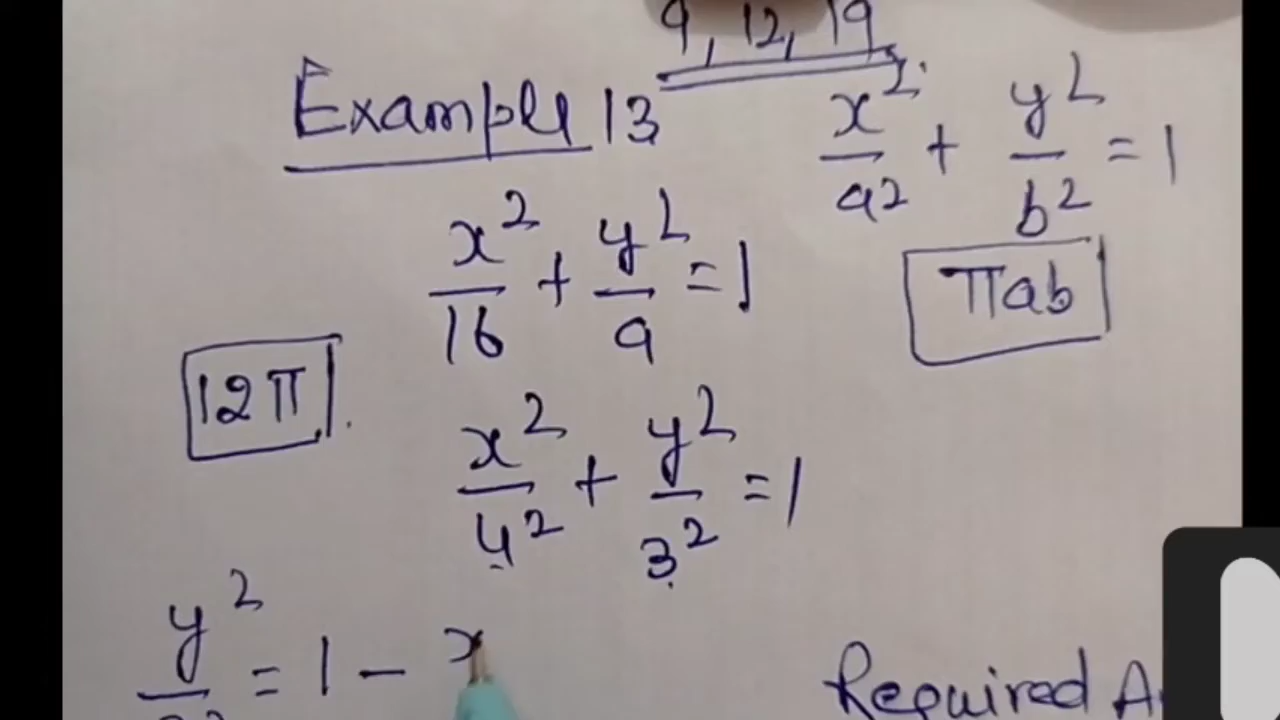 9, 12, 19
Example 13
x²/a² + y²/b² = 1
x²/16 + y²/9 = 1
πab
12π
x²/4² + y²/3² = 1
y²/ = 1 - x
Required